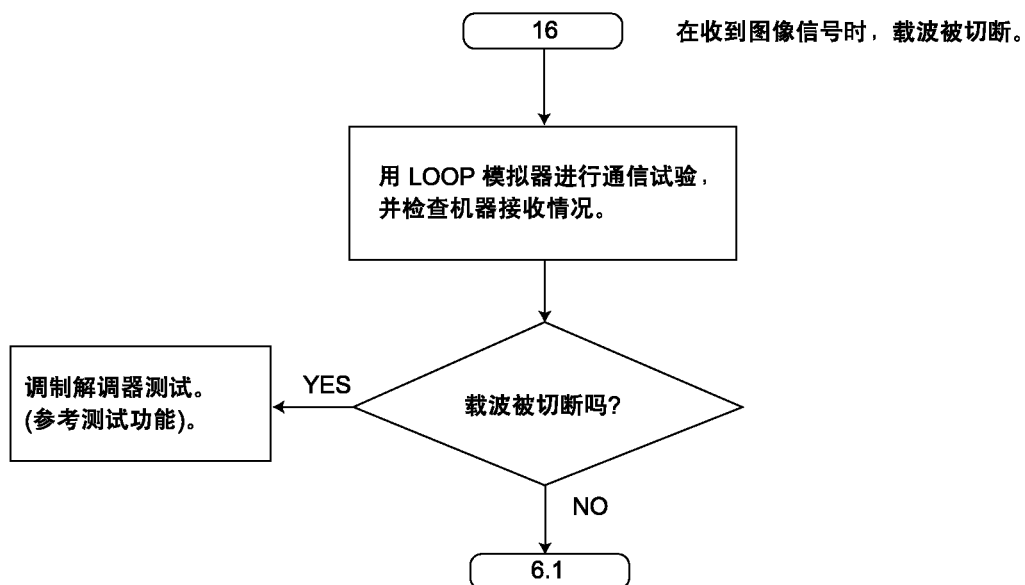 16
在收到图像信号时，载波被切断。
用 LOOP 模拟器进行通信试验，
并检查机器接收情况。
载波被切断吗?
YES
调制解调器测试。
(参考测试功能)。
NO
6.1